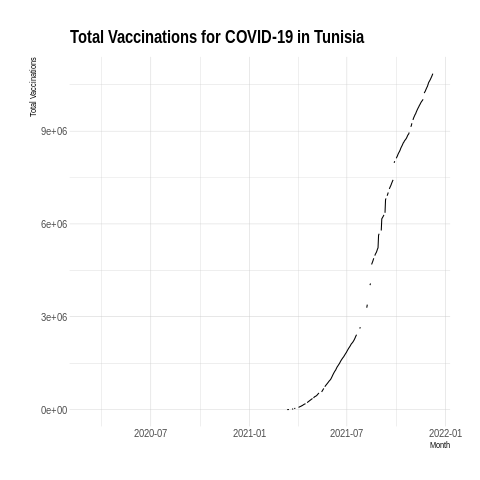 Total Vaccinations for COVID-19 in Tunisia
Total Vaccinations
9e+06
6e+06
3e+06
0e+00
2020-07 2021-01 2021-07 2022-01
Month